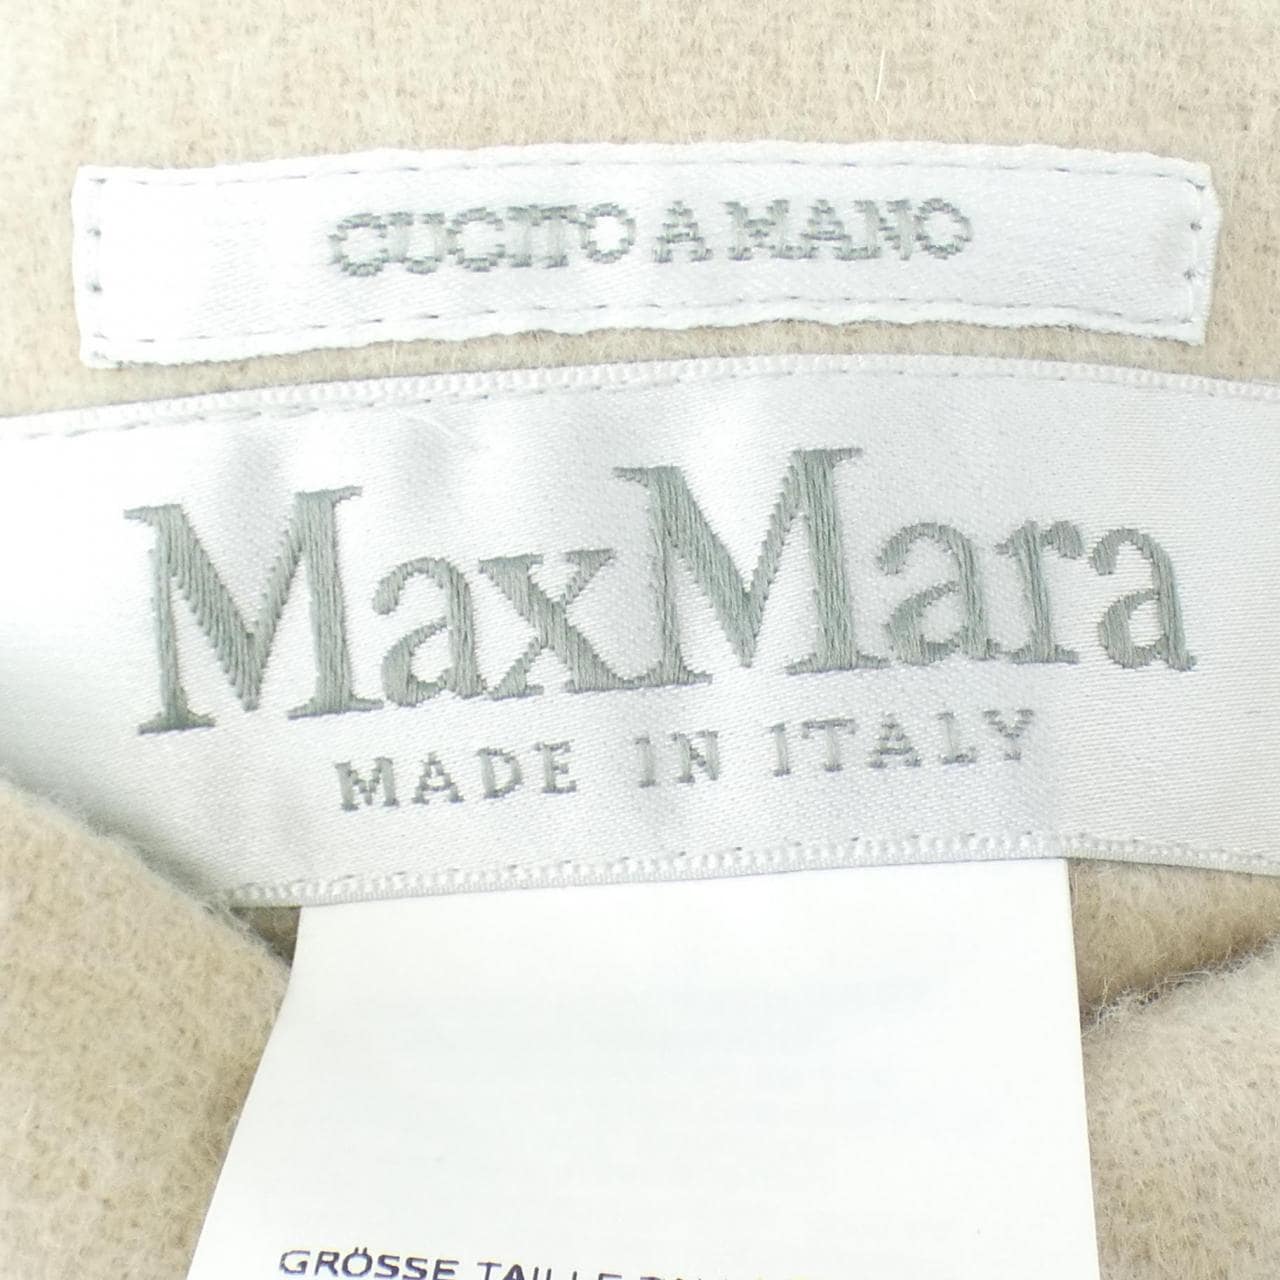 CUCITO A MANO
MaxMara
MADE IN ITALY
GRÖSSE TAILLE